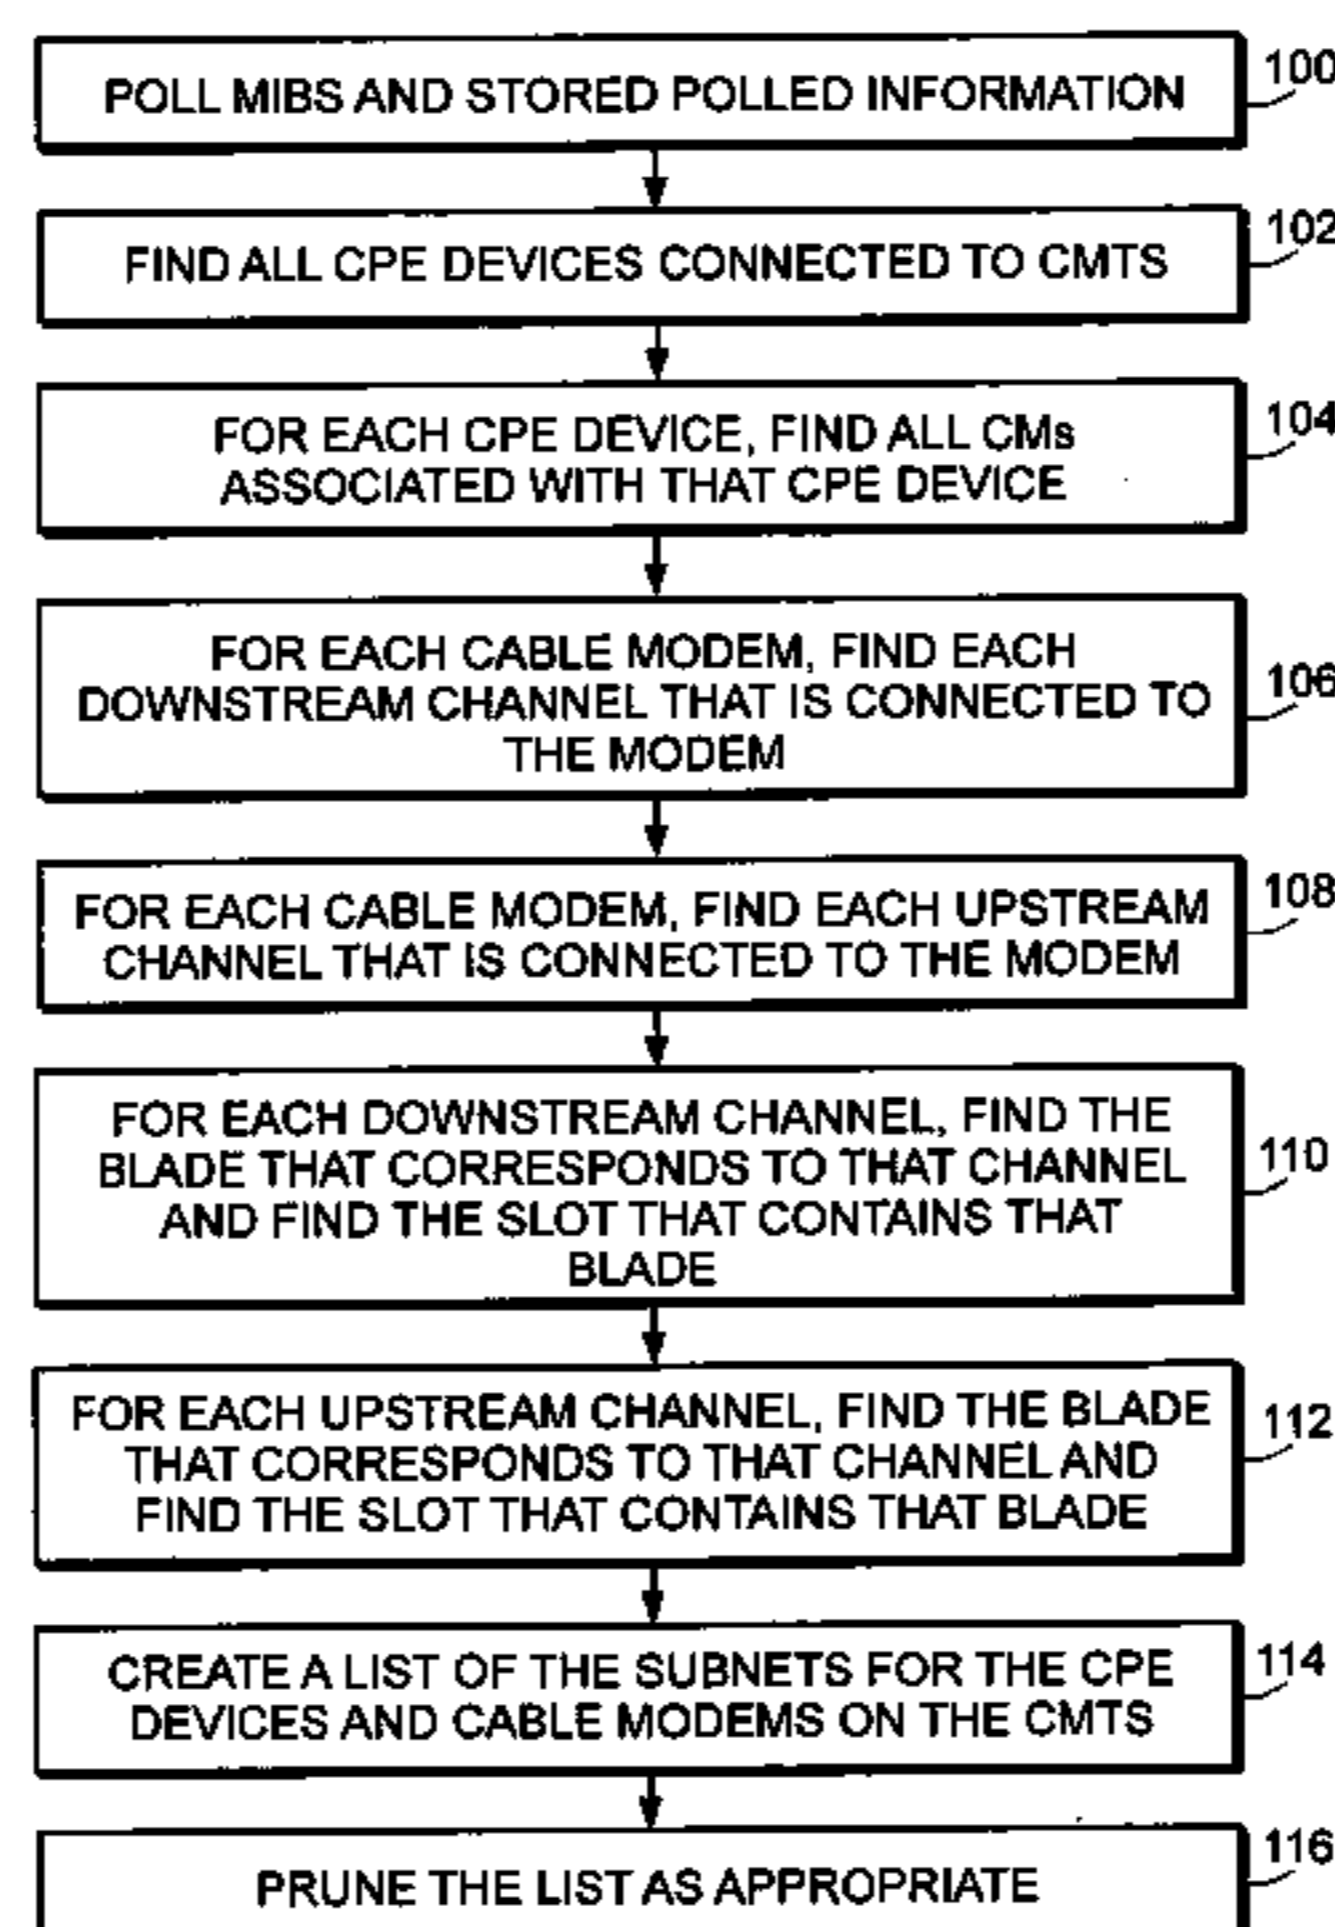 POLL MIBS AND STORED POLLED INFORMATION
100
FIND ALL CPE DEVICES CONNECTED TO CMTS
102
FOR EACH CPE DEVICE, FIND ALL CMs
ASSOCIATED WITH THAT CPE DEVICE
104
FOR EACH CABLE MODEM, FIND EACH
DOWNSTREAM CHANNEL THAT IS CONNECTED TO
THE MODEM
106
FOR EACH CABLE MODEM, FIND EACH UPSTREAM
CHANNEL THAT IS CONNECTED TO THE MODEM
108
FOR EACH DOWNSTREAM CHANNEL, FIND THE
BLADE THAT CORRESPONDS TO THAT CHANNEL
AND FIND THE SLOT THAT CONTAINS THAT
BLADE
110
FOR EACH UPSTREAM CHANNEL, FIND THE BLADE
THAT CORRESPONDS TO THAT CHANNEL AND
FIND THE SLOT THAT CONTAINS THAT BLADE
112
CREATE A LIST OF THE SUBNETS FOR THE CPE
DEVICES AND CABLE MODEMS ON THE CMTS
114
PRUNE THE LIST AS APPROPRIATE
116